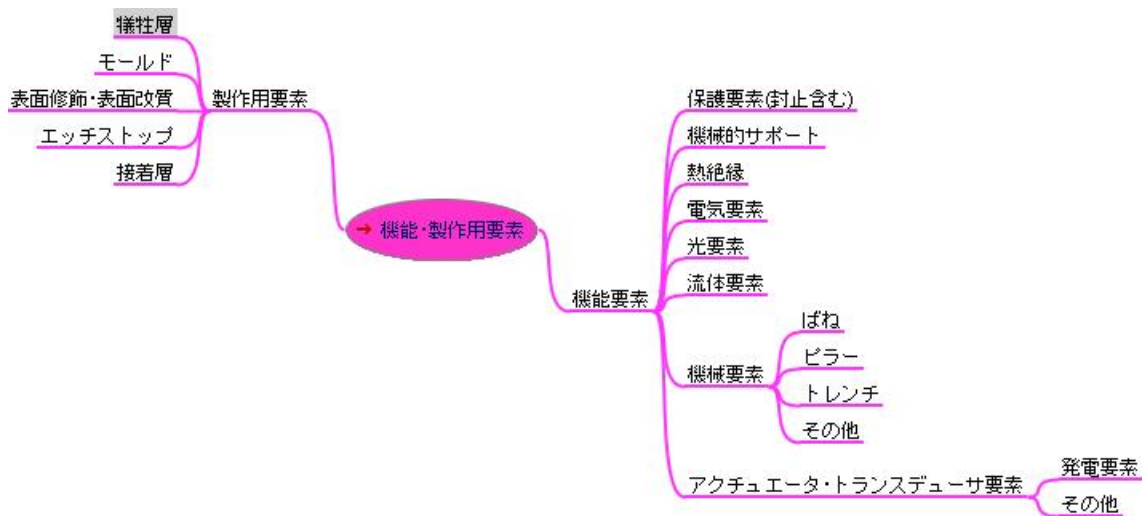 犠牲層
モールド
表面修飾・表面改質
エッチストップ
接着層
製作用要素
→ 機能・製作用要素
機能要素
保護要素(封止含む)
機械的サポート
熱絶縁
電気要素
光要素
流体要素
機械要素
ばね
ピラー
トレンチ
その他
アクチュエータ・トランスデューサ要素
発電要素
その他